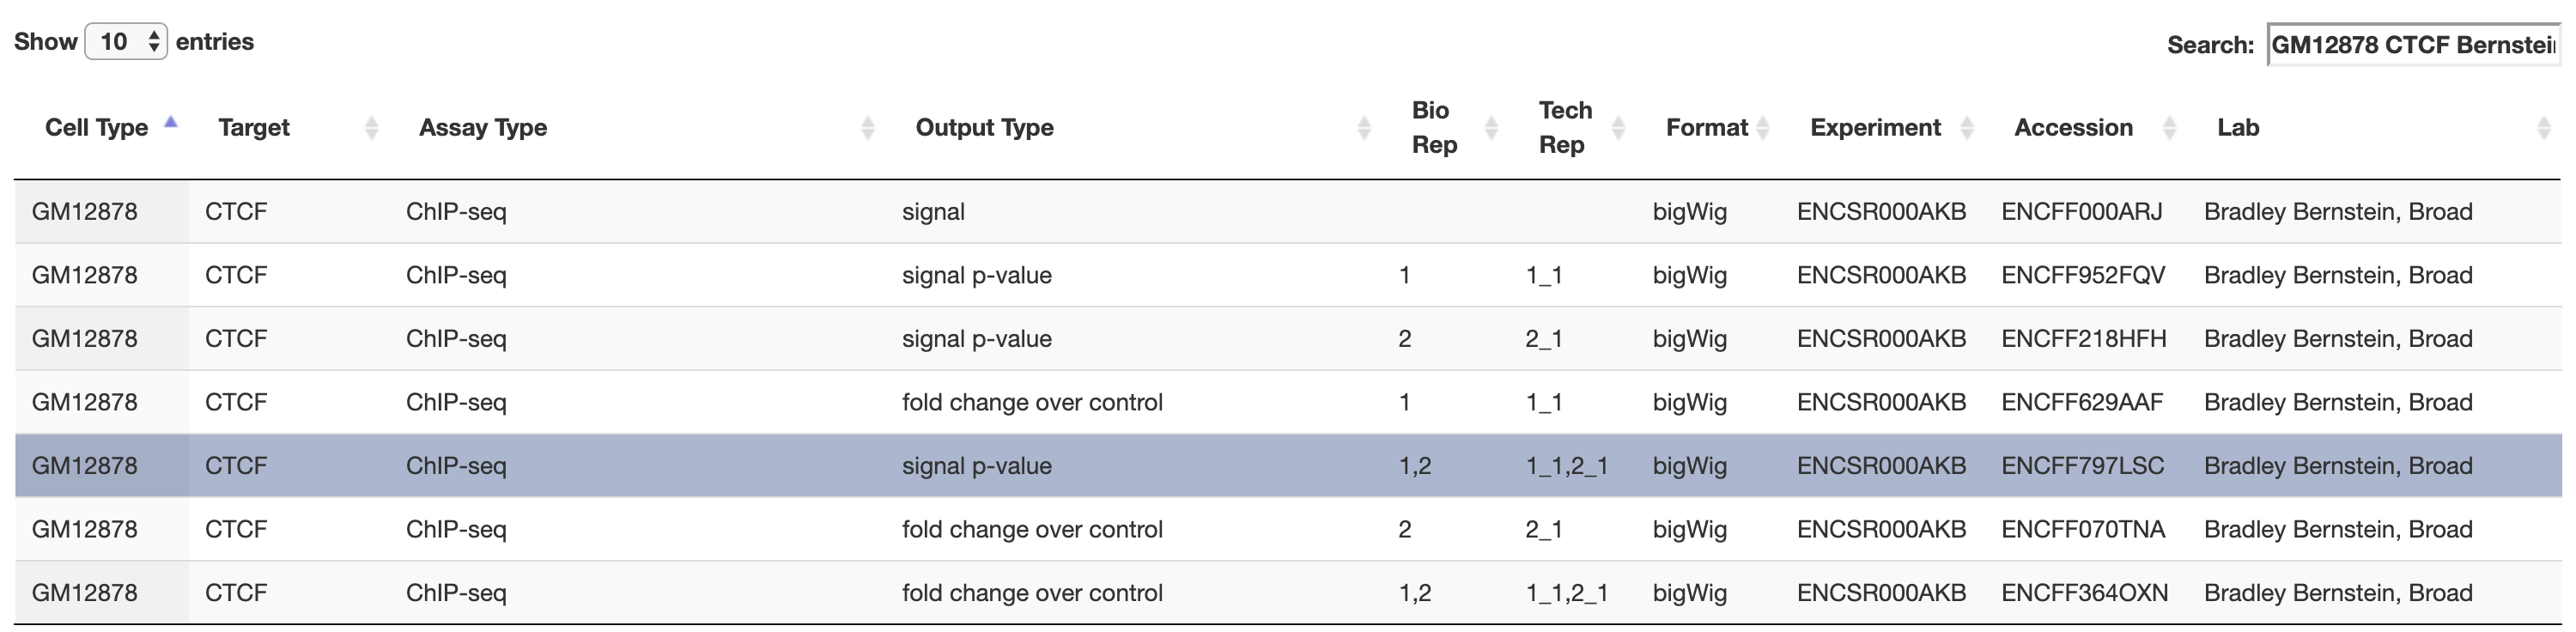 Show 10 entries Search: GM12878 CTCF Bernstei
Cell Type Target Assay Type Output Type Bio Rep Tech Rep Format Experiment Accession Lab
GM12878 CTCF ChIP-seq signal bigWig ENCSR000AKB ENCFF000ARJ Bradley Bernstein, Broad
GM12878 CTCF ChIP-seq signal p-value 1 1_1 bigWig ENCSR000AKB ENCFF952FQV Bradley Bernstein, Broad
GM12878 CTCF ChIP-seq signal p-value 2 2_1 bigWig ENCSR000AKB ENCFF218HFH Bradley Bernstein, Broad
GM12878 CTCF ChIP-seq fold change over control 1 1_1 bigWig ENCSR000AKB ENCFF629AAF Bradley Bernstein, Broad
GM12878 CTCF ChIP-seq signal p-value 1,2 1_1,2_1 bigWig ENCSR000AKB ENCFF797LSC Bradley Bernstein, Broad
GM12878 CTCF ChIP-seq fold change over control 2 2_1 bigWig ENCSR000AKB ENCFF070TNA Bradley Bernstein, Broad
GM12878 CTCF ChIP-seq fold change over control 1,2 1_1,2_1 bigWig ENCSR000AKB ENCFF364OXN Bradley Bernstein, Broad